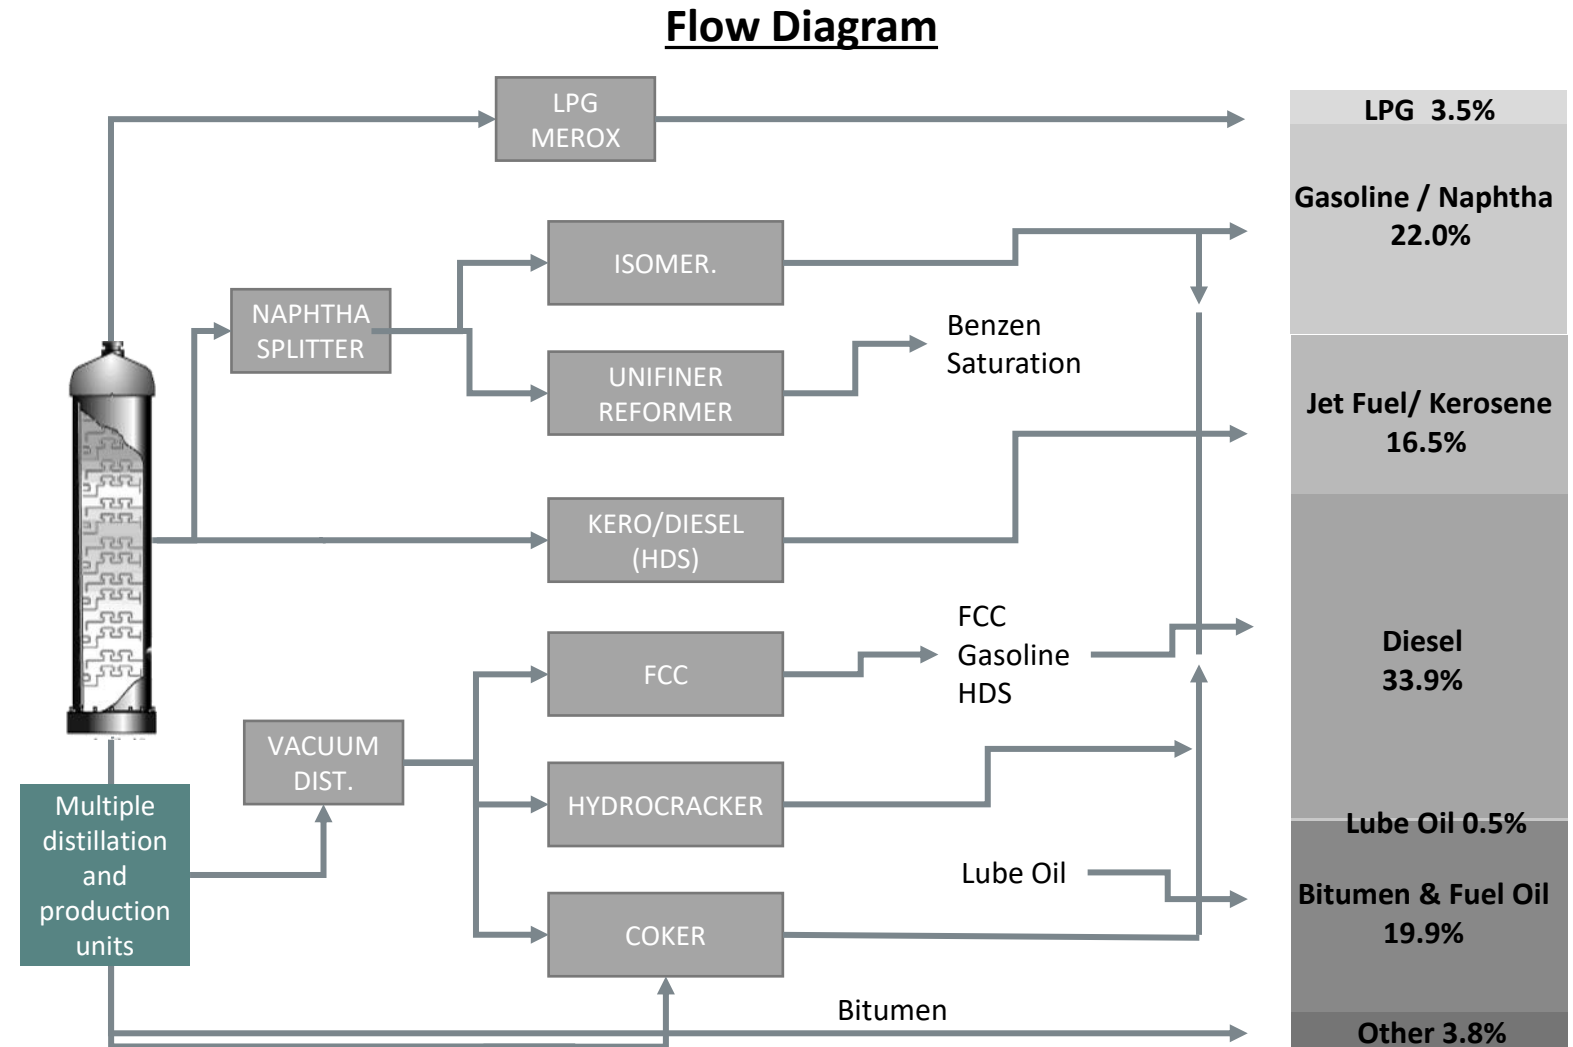 Flow Diagram
LPG
MEROX
LPG 3.5%
Gasoline / Naphtha
22.0%
ISOMER.
NAPHTHA
SPLITTER
Benzen
Saturation
UNIFINER
REFORMER
Jet Fuel/ Kerosene
16.5%
KERO/DIESEL
(HDS)
FCC
FCC
Gasoline
HDS
Diesel
33.9%
VACUUM
DIST.
HYDROCRACKER
Multiple
distillation
and
production
units
Lube Oil 0.5%
Lube Oil
Bitumen & Fuel Oil
19.9%
COKER
Bitumen
Other 3.8%